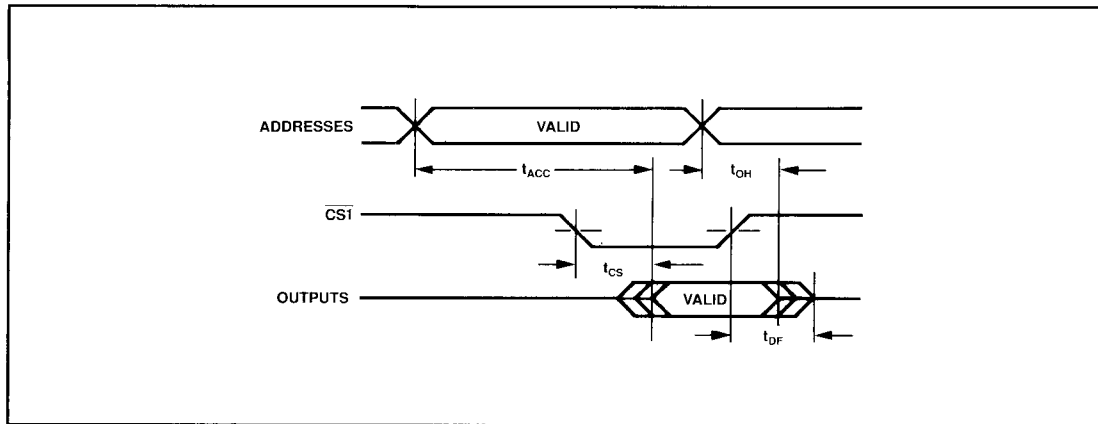 ADDRESSES
VALID
tACC
tOH
CS1
tCS
OUTPUTS
VALID
tDF